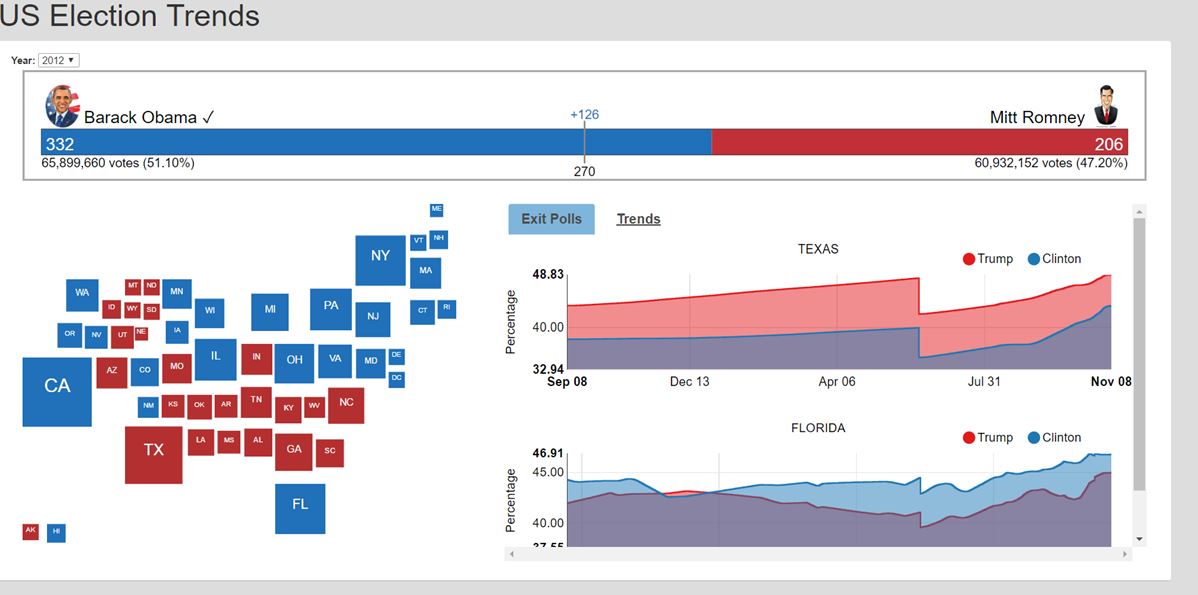 US Election Trends
Year: 2012
Barack Obama ✓
+126
Mitt Romney
332
206
65,899,660 votes (51.10%)
270
60,932,152 votes (47.20%)
ME
VT NH
NY
MA
WA MT ND MN
ID WY SD WI MI PA NJ CT RI
OR NV UT NE IA
IL IN OH VA MD DE
CA AZ CO MO
DC
NM KS OK AR TN KY WV NC
TX LA MS AL GA SC
FL
AK HI
Exit Polls Trends
TEXAS
Trump Clinton
Percentage
48.83
40.00
32.94
Sep 08 Dec 13 Apr 06 Jul 31 Nov 08
FLORIDA
Trump Clinton
Percentage
46.91
45.00
40.00
37.55